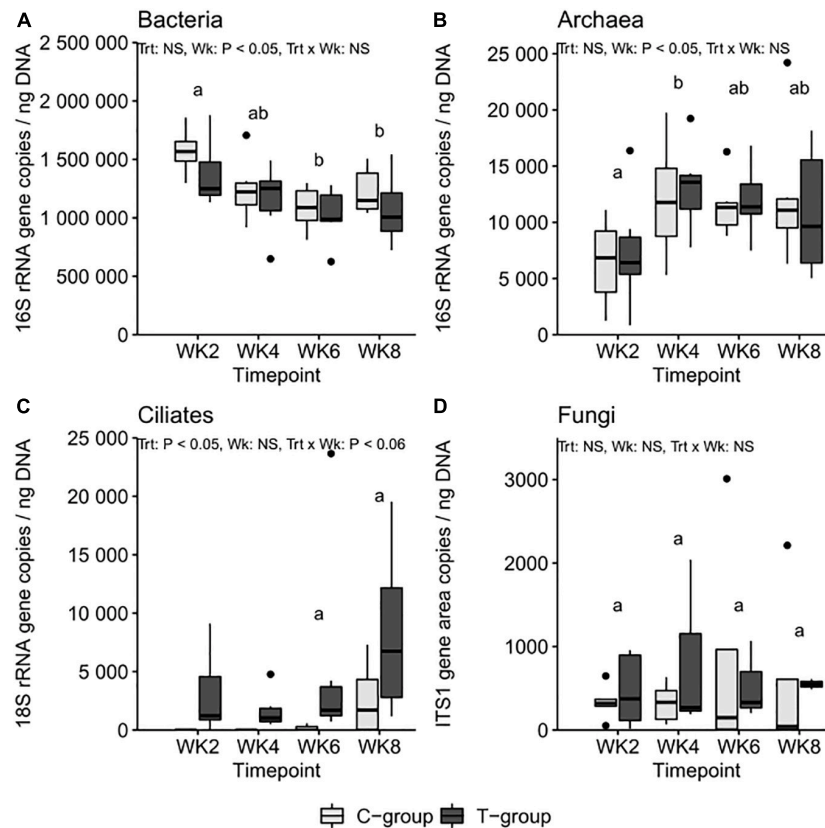 A Bacteria
Trt: NS, Wk: P < 0.05, Trt x Wk: NS
16S rRNA gene copies / ng DNA
2 500 000
2 000 000
1 500 000
1 000 000
500 000
0
a
ab
b
b
WK2 WK4 WK6 WK8
Timepoint
B Archaea
Trt: NS, Wk: P < 0.05, Trt x Wk: NS
16S rRNA gene copies / ng DNA
25 000
20 000
15 000
10 000
5 000
0
a
b
ab
ab
WK2 WK4 WK6 WK8
Timepoint
C Ciliates
Trt: P < 0.05, Wk: NS, Trt x Wk: P < 0.06
18S rRNA gene copies / ng DNA
25 000
20 000
15 000
10 000
5 000
0
a
a
WK2 WK4 WK6 WK8
Timepoint
D Fungi
Trt: NS, Wk: NS, Trt x Wk: NS
ITS1 gene area copies / ng DNA
3000
2000
1000
0
a
a
a
a
WK2 WK4 WK6 WK8
Timepoint
C-group T-group